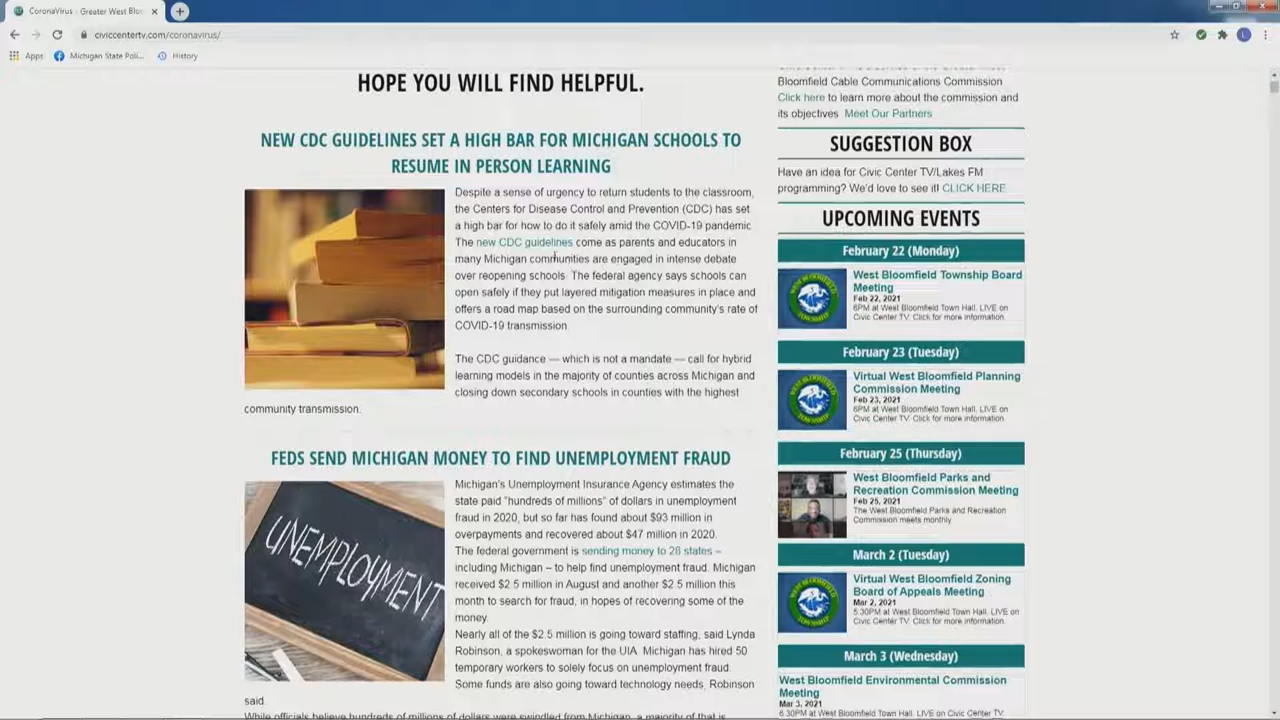 CoronaVirus - Greater West Blo
civiccentertv.com/coronavirus/
Apps
Michigan State Poli...
History
L
HOPE YOU WILL FIND HELPFUL.
NEW CDC GUIDELINES SET A HIGH BAR FOR MICHIGAN SCHOOLS TO
RESUME IN PERSON LEARNING
Despite a sense of urgency to return students to the classroom,
the Centers for Disease Control and Prevention (CDC) has set
a high bar for how to do it safely amid the COVID-19 pandemic.
The new CDC guidelines come as parents and educators in
many Michigan communities are engaged in intense debate
over reopening schools. The federal agency says schools can
open safely if they put layered mitigation measures in place and
offers a road map based on the surrounding community's rate of
COVID-19 transmission.
The CDC guidance — which is not a mandate — call for hybrid
learning models in the majority of counties across Michigan and
closing down secondary schools in counties with the highest
community transmission.
FEDS SEND MICHIGAN MONEY TO FIND UNEMPLOYMENT FRAUD
UNEMPLOYMENT
Michigan's Unemployment Insurance Agency estimates the
state paid "hundreds of millions" of dollars in unemployment
fraud in 2020, but so far has found about $93 million in
overpayments and recovered about $47 million in 2020.
The federal government is sending money to 28 states –
including Michigan – to help find unemployment fraud. Michigan
received $2.5 million in August and another $2.5 million this
month to search for fraud, in hopes of recovering some of the
money.
Nearly all of the $2.5 million is going toward staffing, said Lynda
Robinson, a spokeswoman for the UIA. Michigan has hired 50
temporary workers to solely focus on unemployment fraud.
Some funds are also going toward technology needs, Robinson
said.
While officials believe hundreds of millions of dollars were swindled from Michigan, a majority of that is
Bloomfield Cable Communications Commission
Click here to learn more about the commission and
its objectives Meet Our Partners
SUGGESTION BOX
Have an idea for Civic Center TV/Lakes FM
programming? We'd love to see it! CLICK HERE
UPCOMING EVENTS
February 22 (Monday)
West Bloomfield Township Board
Meeting
Feb 22, 2021
6PM at West Bloomfield Town Hall. LIVE on
Civic Center TV. Click for more information.
February 23 (Tuesday)
Virtual West Bloomfield Planning
Commission Meeting
Feb 23, 2021
6PM at West Bloomfield Town Hall. LIVE on
Civic Center TV. Click for more information.
February 25 (Thursday)
West Bloomfield Parks and
Recreation Commission Meeting
Feb 25, 2021
The West Bloomfield Parks and Recreation
Commission meets monthly
March 2 (Tuesday)
Virtual West Bloomfield Zoning
Board of Appeals Meeting
Mar 2, 2021
5:30PM at West Bloomfield Town Hall. LIVE on
Civic Center TV. Click for more information.
March 3 (Wednesday)
West Bloomfield Environmental Commission
Meeting
Mar 3, 2021
6:30PM at West Bloomfield Town Hall. LIVE on Civic Center TV.